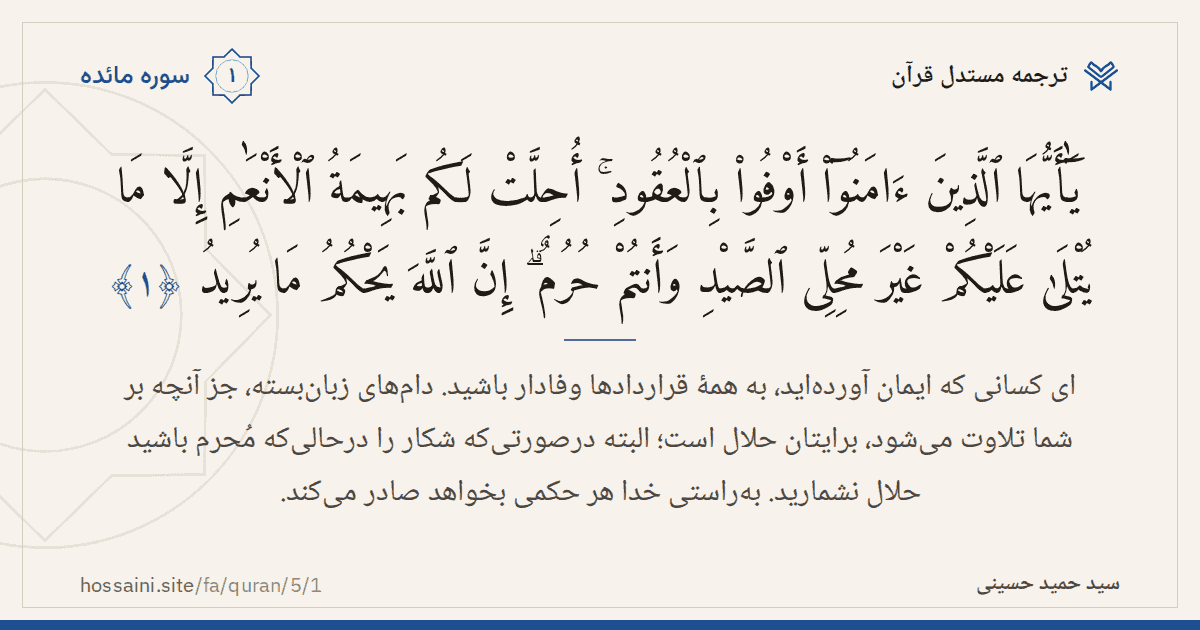 ترجمه مستدل قرآن
۱ سوره مائده
يَـٰٓأَيُّهَا ٱلَّذِينَ ءَامَنُوٓا۟ أَوْفُوا۟ بِٱلْعُقُودِ ۚ أُحِلَّتْ لَكُم بَهِيمَةُ ٱلْأَنْعَـٰمِ إِلَّا مَا
يُتْلَىٰ عَلَيْكُمْ غَيْرَ مُحِلِّى ٱلصَّيْدِ وَأَنتُمْ حُرُمٌ ۗ إِنَّ ٱللَّهَ يَحْكُمُ مَا يُرِيدُ ﴿١﴾
ای کسانی که ایمان آورده‌اید، به همهٔ قراردادها وفادار باشید. دام‌های زبان‌بسته، جز آنچه بر
شما تلاوت می‌شود، برایتان حلال است؛ البته درصورتی‌که شکار را درحالی‌که مُحرم باشید
حلال نشمارید. به‌راستی خدا هر حکمی بخواهد صادر می‌کند.
سید حمید حسینی
hossaini.site/fa/quran/5/1